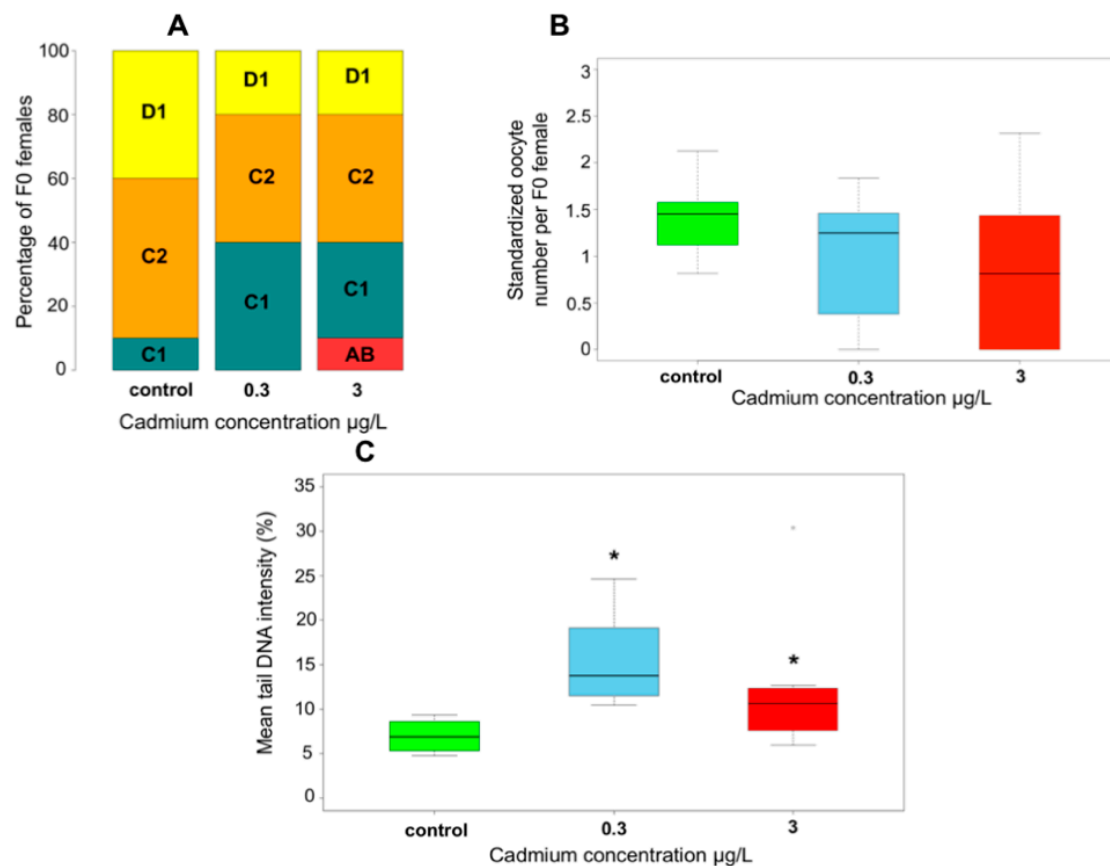 A
Percentage of F0 females
100
80
60
40
20
0
D1
C2
C1
D1
C2
C1
D1
C2
C1
AB
control
0.3
3
Cadmium concentration µg/L
B
Standardized oocyte
number per F0 female
3
2.5
2
1.5
1
0.5
0
control
0.3
3
Cadmium concentration µg/L
C
Mean tail DNA intensity (%)
35
30
25
20
15
10
5
0
*
*
control
0.3
3
Cadmium concentration µg/L